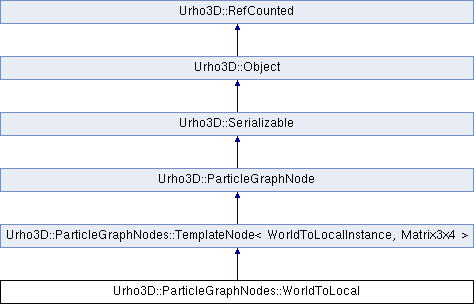 Urho3D::RefCounted
Urho3D::Object
Urho3D::Serializable
Urho3D::ParticleGraphNode
Urho3D::ParticleGraphNodes::TemplateNode< WorldToLocalInstance, Matrix3x4 >
Urho3D::ParticleGraphNodes::WorldToLocal